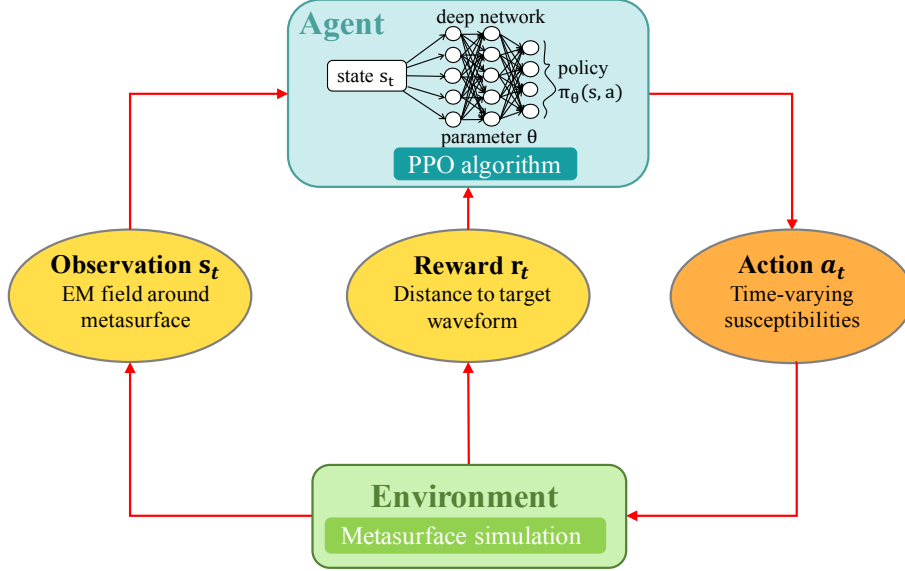 Agent
deep network
state s_t
policy
π_θ(s, a)
parameter θ
PPO algorithm
Observation s_t
EM field around
metasurface
Reward r_t
Distance to target
waveform
Action a_t
Time-varying
susceptibilities
Environment
Metasurface simulation